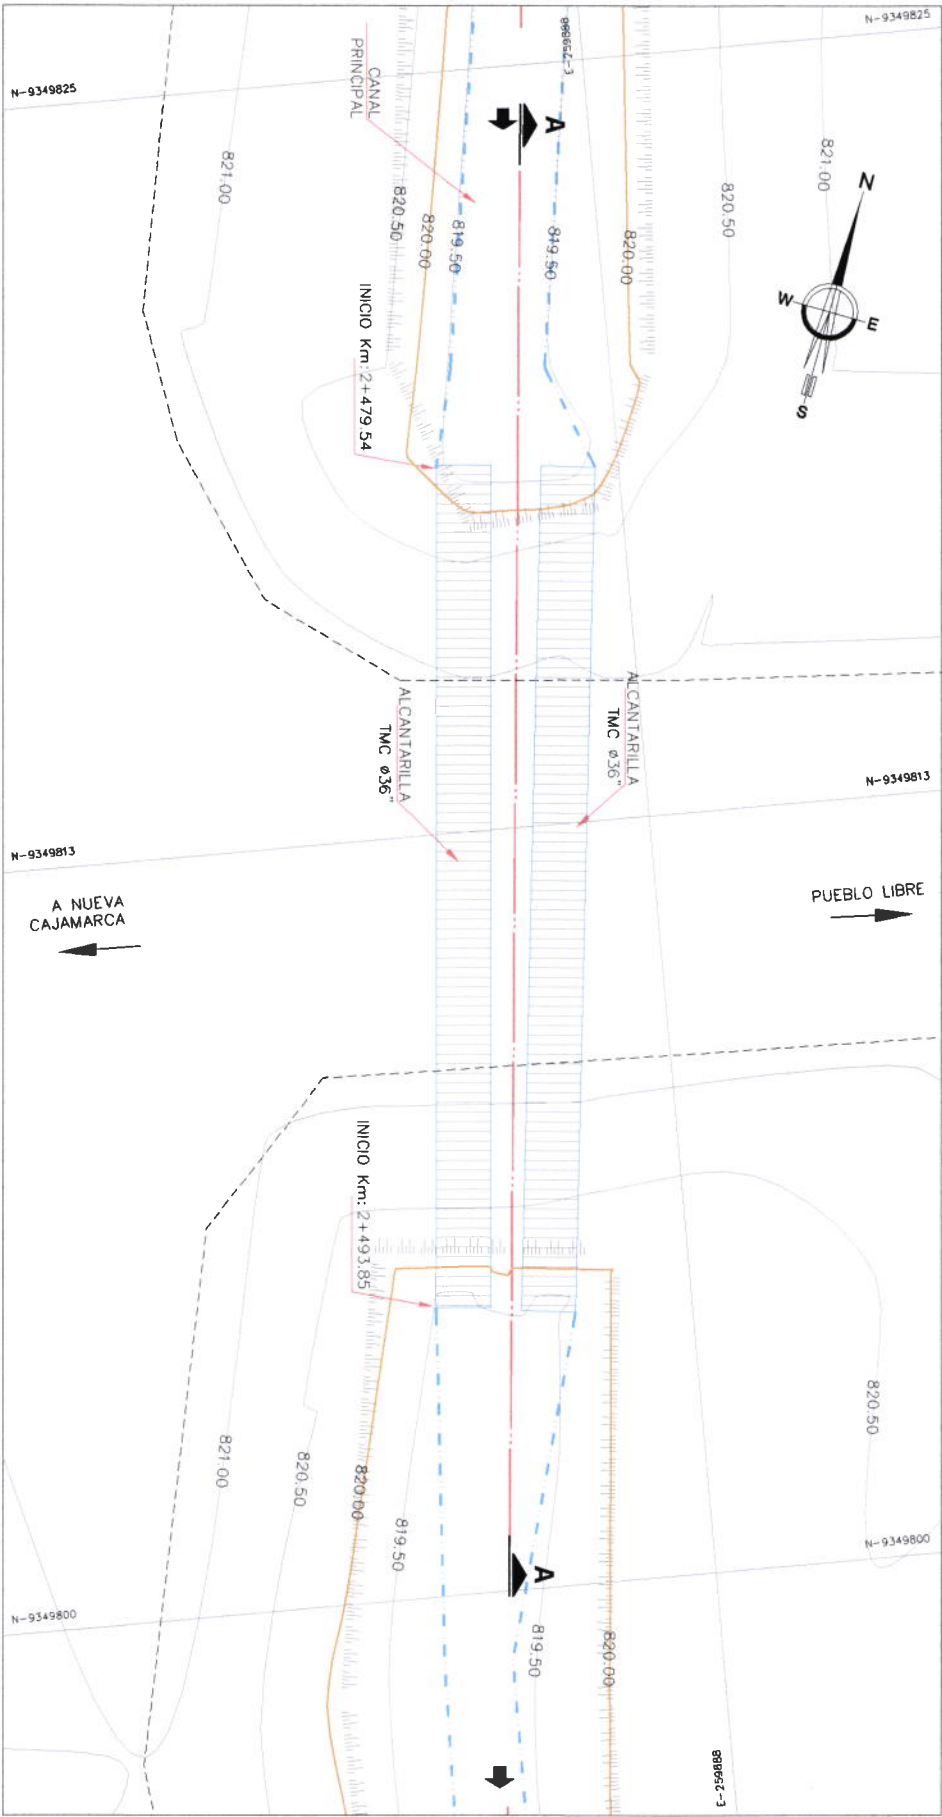 N-9349825
E-259888
N-9349825
CANAL
PRINCIPAL
A
821.00
820.50
820.00
819.50
819.50
820.00
820.50
821.00
N
W
E
S
INICIO Km: 2+479.54
ALCANTARILLA
TMC ø36"
ALCANTARILLA
TMC ø36"
N-9349813
N-9349813
A NUEVA
CAJAMARCA
PUEBLO LIBRE
INICIO Km: 2+493.85
821.00
820.50
820.00
819.50
A
819.50
820.00
820.50
N-9349800
N-9349800
E-259888